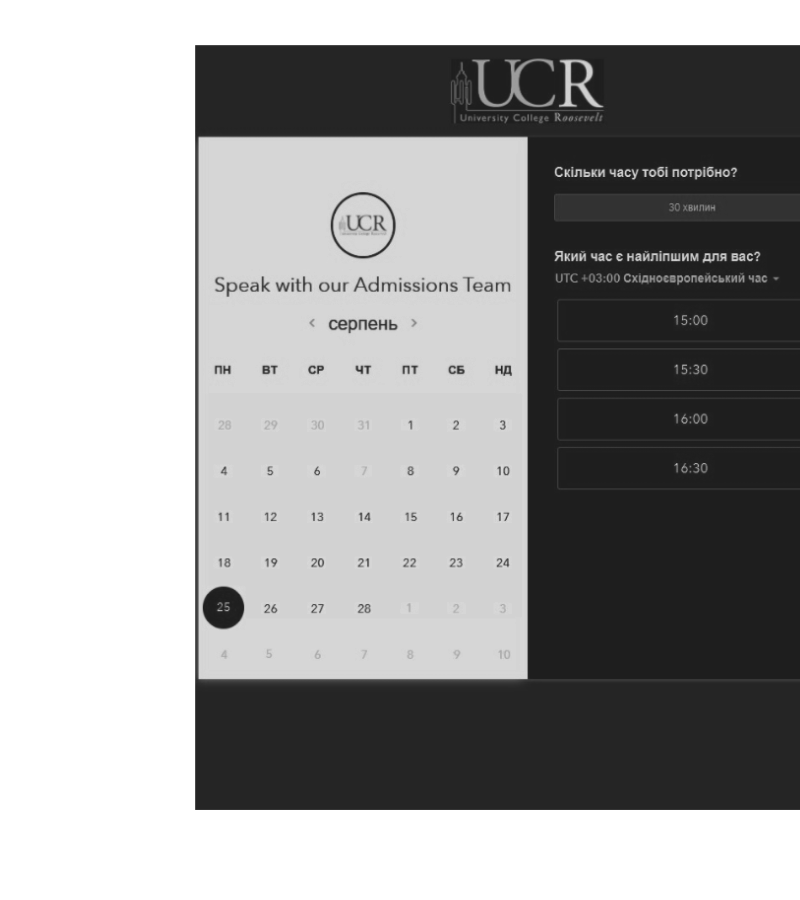 UCR
University College Roosevelt
UCR
Speak with our Admissions Team
‹ серпень ›
ПН ВТ СР ЧТ ПТ СБ НД
28 29 30 31 1 2 3
4 5 6 7 8 9 10
11 12 13 14 15 16 17
18 19 20 21 22 23 24
25 26 27 28 1 2 3
4 5 6 7 8 9 10
Скільки часу тобі потрібно?
30 хвилин
Який час є найліпшим для вас?
UTC +03:00 Східноєвропейський час
15:00
15:30
16:00
16:30